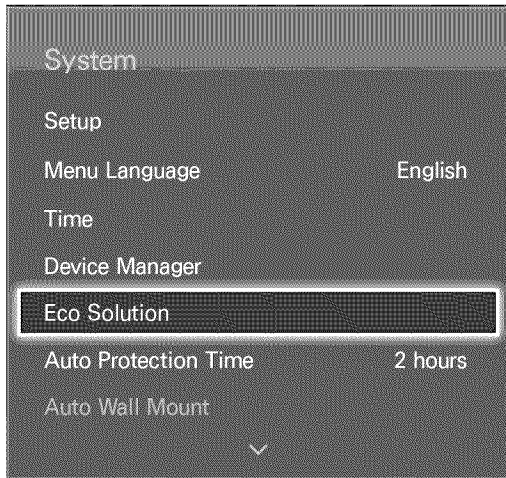 System
Setup
Menu Language English
Time
Device Manager
Eco Solution
Auto Protection Time 2 hours
Auto Wall Mount